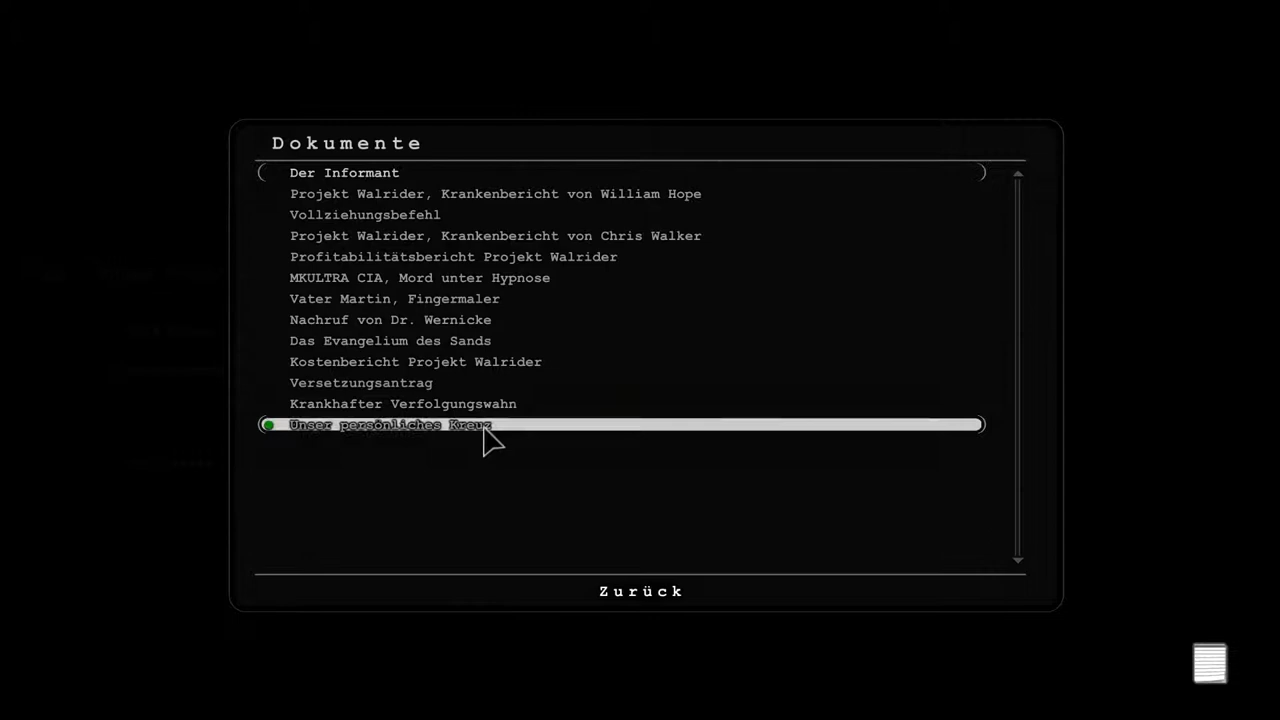 Dokumente
Der Informant
Projekt Walrider, Krankenbericht von William Hope
Vollziehungsbefehl
Projekt Walrider, Krankenbericht von Chris Walker
Profitabilitätsbericht Projekt Walrider
MKULTRA CIA, Mord unter Hypnose
Vater Martin, Fingermaler
Nachruf von Dr. Wernicke
Das Evangelium des Sands
Kostenbericht Projekt Walrider
Versetzungsantrag
Krankhafter Verfolgungswahn
Unser persönliches Kreuz
Zurück